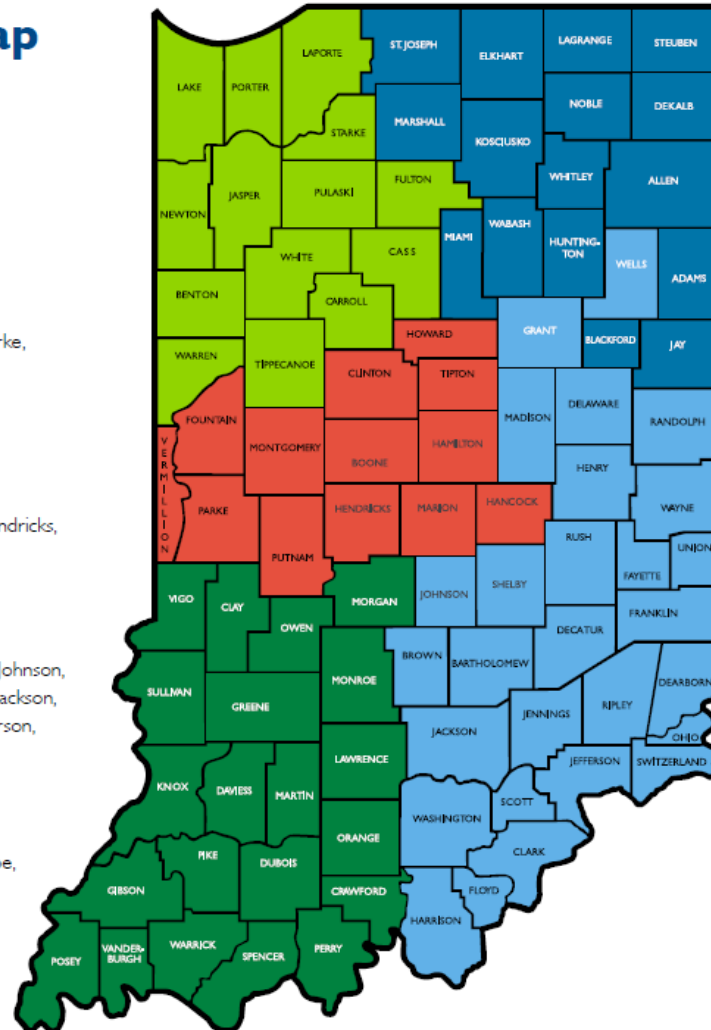 ap
rke,
ndricks,
Johnson,
ackson,
rson,
oe,
LAKE
PORTER
LAPORTE
ST. JOSEPH
ELKHART
LAGRANGE
STEUBEN
NOBLE
DEKALB
MARSHALL
STARKE
KOSCIUSKO
WHITLEY
ALLEN
NEWTON
JASPER
PULASKI
FULTON
MIAMI
WABASH
HUNTING-
TON
WELLS
ADAMS
WHITE
CASS
BENTON
CARROLL
GRANT
BLACKFORD
JAY
HOWARD
WARREN
TIPPECANOE
CLINTON
TIPTON
MADISON
DELAWARE
RANDOLPH
FOUNTAIN
MONTGOMERY
BOONE
HAMILTON
HENRY
VERMILLION
PARKE
PUTNAM
HENDRICKS
MARION
HANCOCK
RUSH
WAYNE
UNION
FAYETTE
VIGO
CLAY
OWEN
MORGAN
JOHNSON
SHELBY
DECATUR
FRANKLIN
SULLIVAN
GREENE
MONROE
BROWN
BARTHOLOMEW
JENNINGS
RIPLEY
DEARBORN
OHIO
JACKSON
JEFFERSON
SWITZERLAND
KNOX
DAVIESS
MARTIN
LAWRENCE
WASHINGTON
SCOTT
CLARK
PIKE
DUBOIS
ORANGE
GIBSON
CRAWFORD
FLOYD
HARRISON
POSEY
VANDER-
BURGH
WARRICK
SPENCER
PERRY